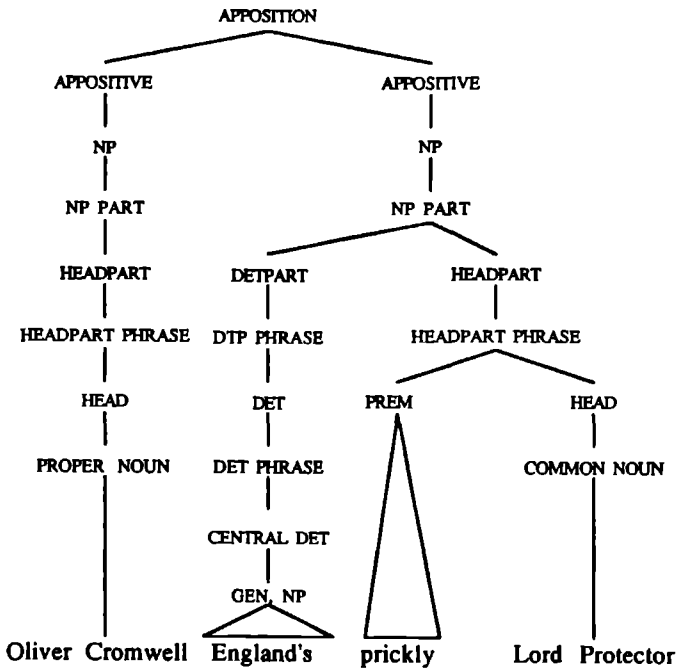 APPOSITION
APPOSITIVE APPOSITIVE
NP NP
NP PART NP PART
HEADPART DETPART HEADPART
HEADPART PHRASE DTP PHRASE HEADPART PHRASE
HEAD DET PREM HEAD
PROPER NOUN DET PHRASE COMMON NOUN
CENTRAL DET
GEN. NP
Oliver Cromwell England's prickly Lord Protector